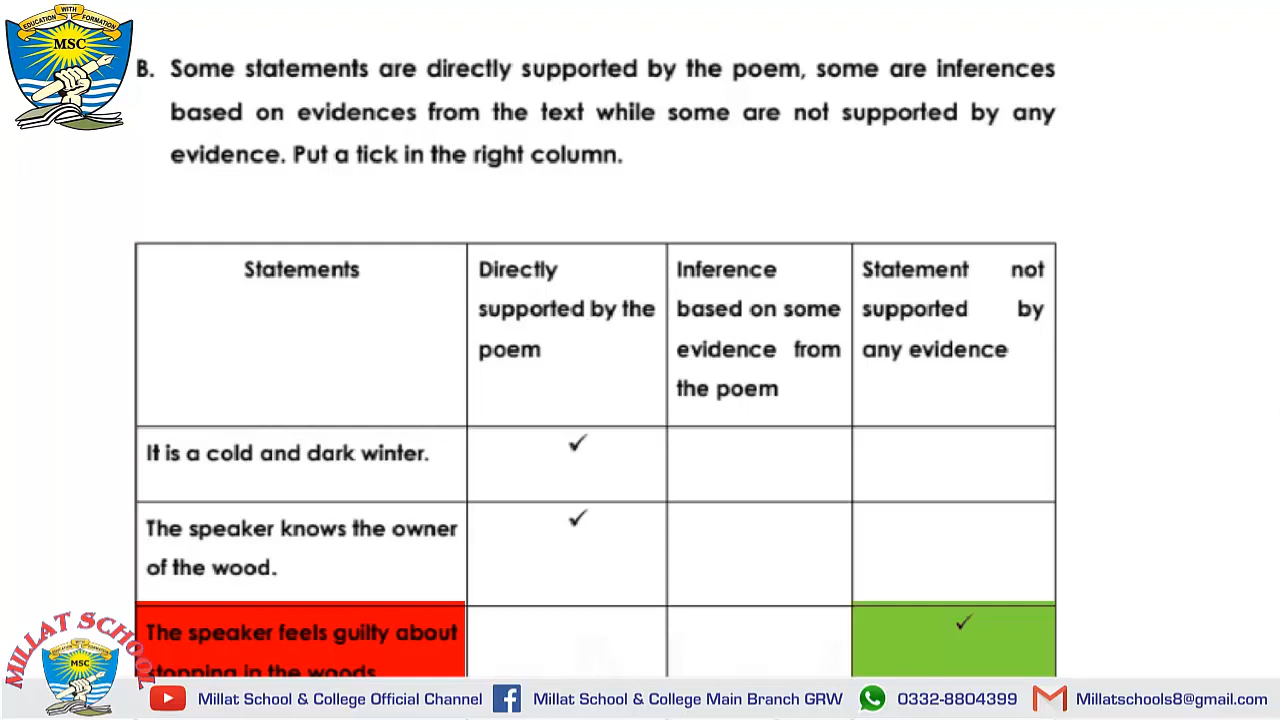 EDUCATION WITH FORMATION
MSC
B. Some statements are directly supported by the poem, some are inferences
based on evidences from the text while some are not supported by any
evidence. Put a tick in the right column.
Statements
Directly
supported by the
poem
Inference
based on some
evidence from
the poem
Statement not
supported by
any evidence
It is a cold and dark winter.
✓
The speaker knows the owner
of the wood.
✓
The speaker feels guilty about
stopping in the woods
✓
MILLAT SCHOOL
MSC
Millat School & College Official Channel
Millat School & College Main Branch GRW
0332-8804399
Millatschools8@gmail.com